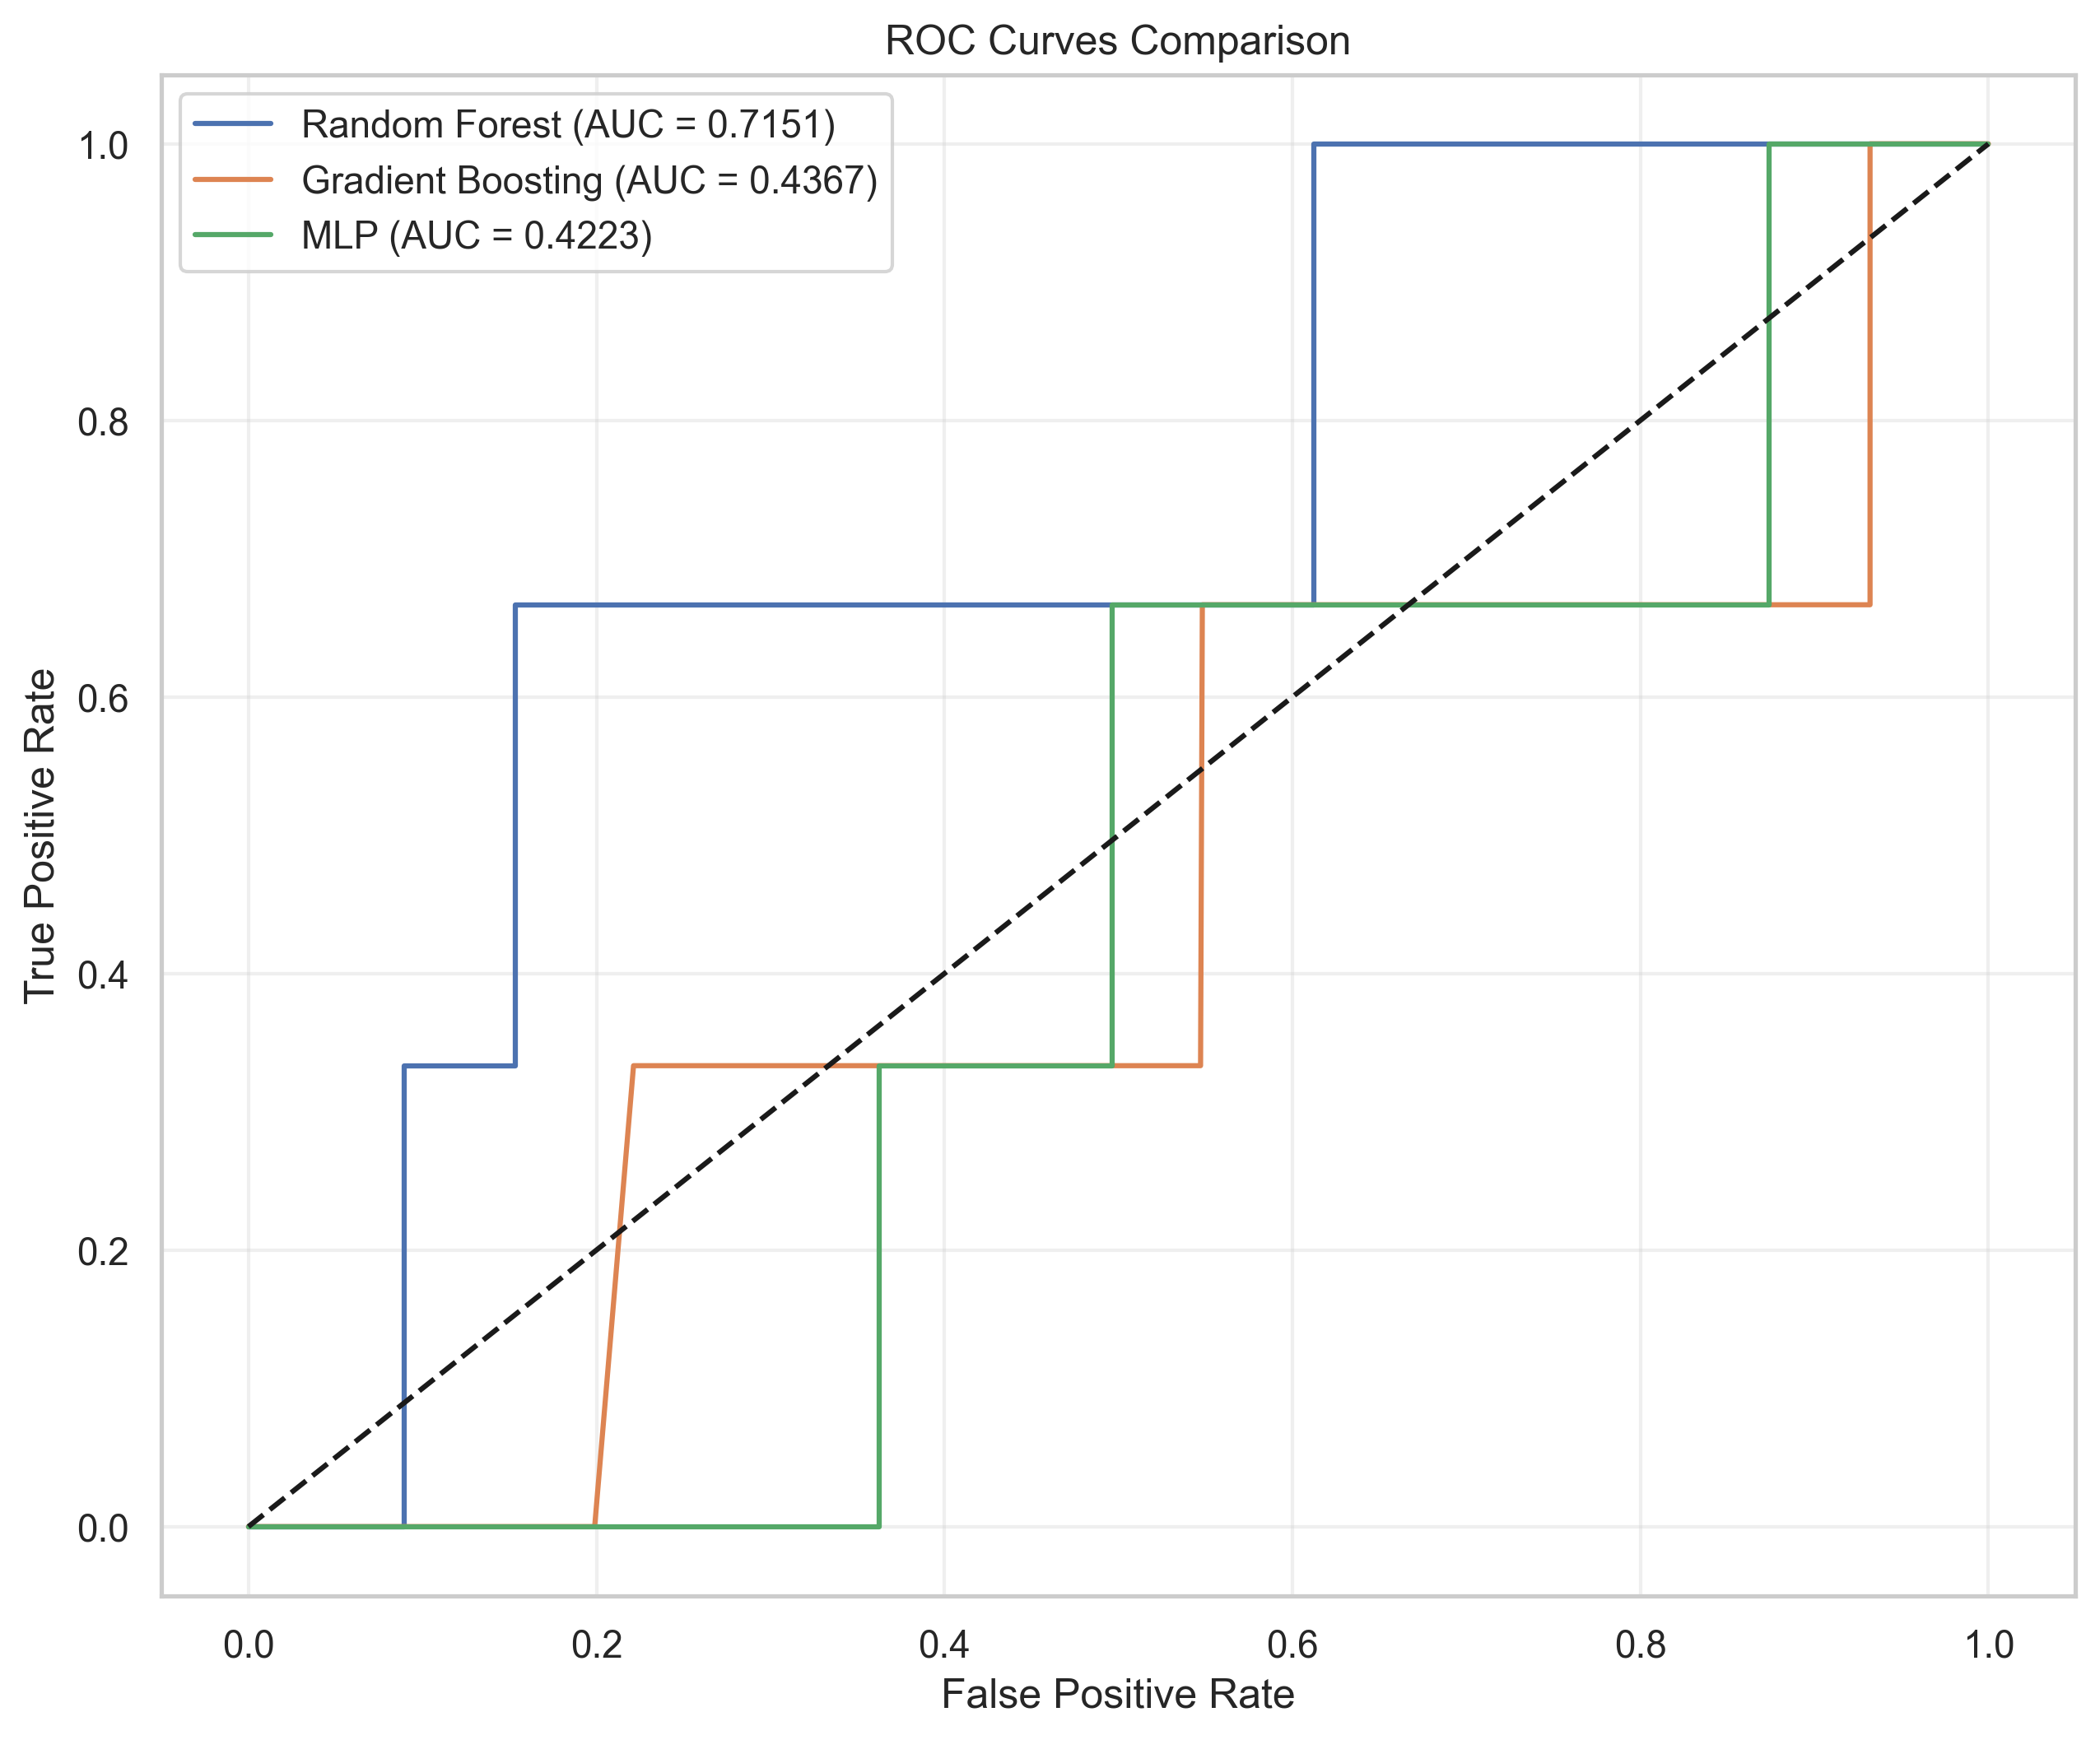 ROC Curves Comparison
Random Forest (AUC = 0.7151)
Gradient Boosting (AUC = 0.4367)
MLP (AUC = 0.4223)
1.0
0.8
0.6
0.4
0.2
0.0
True Positive Rate
0.0 0.2 0.4 0.6 0.8 1.0
False Positive Rate